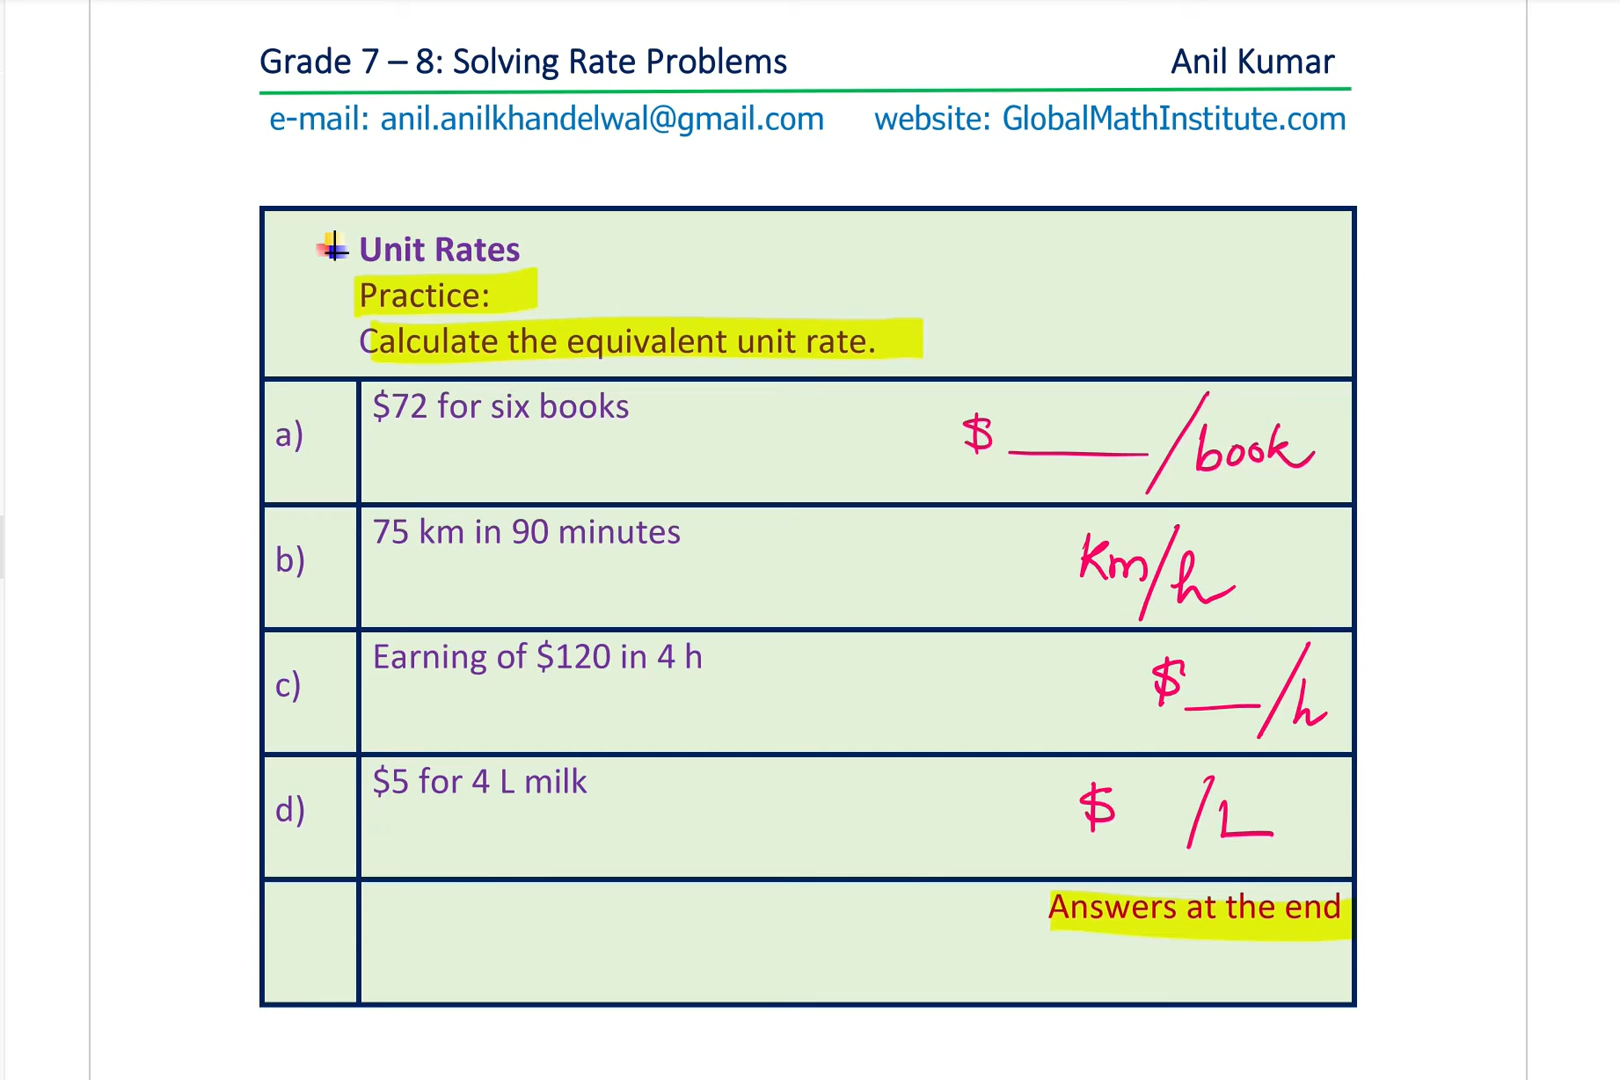 Grade 7 – 8: Solving Rate Problems Anil Kumar
e-mail: anil.anilkhandelwal@gmail.com website: GlobalMathInstitute.com
Unit Rates
Practice:
Calculate the equivalent unit rate.
a) $72 for six books $ ____ /book
b) 75 km in 90 minutes km/h
c) Earning of $120 in 4 h $ __ /h
d) $5 for 4 L milk $ /L
Answers at the end